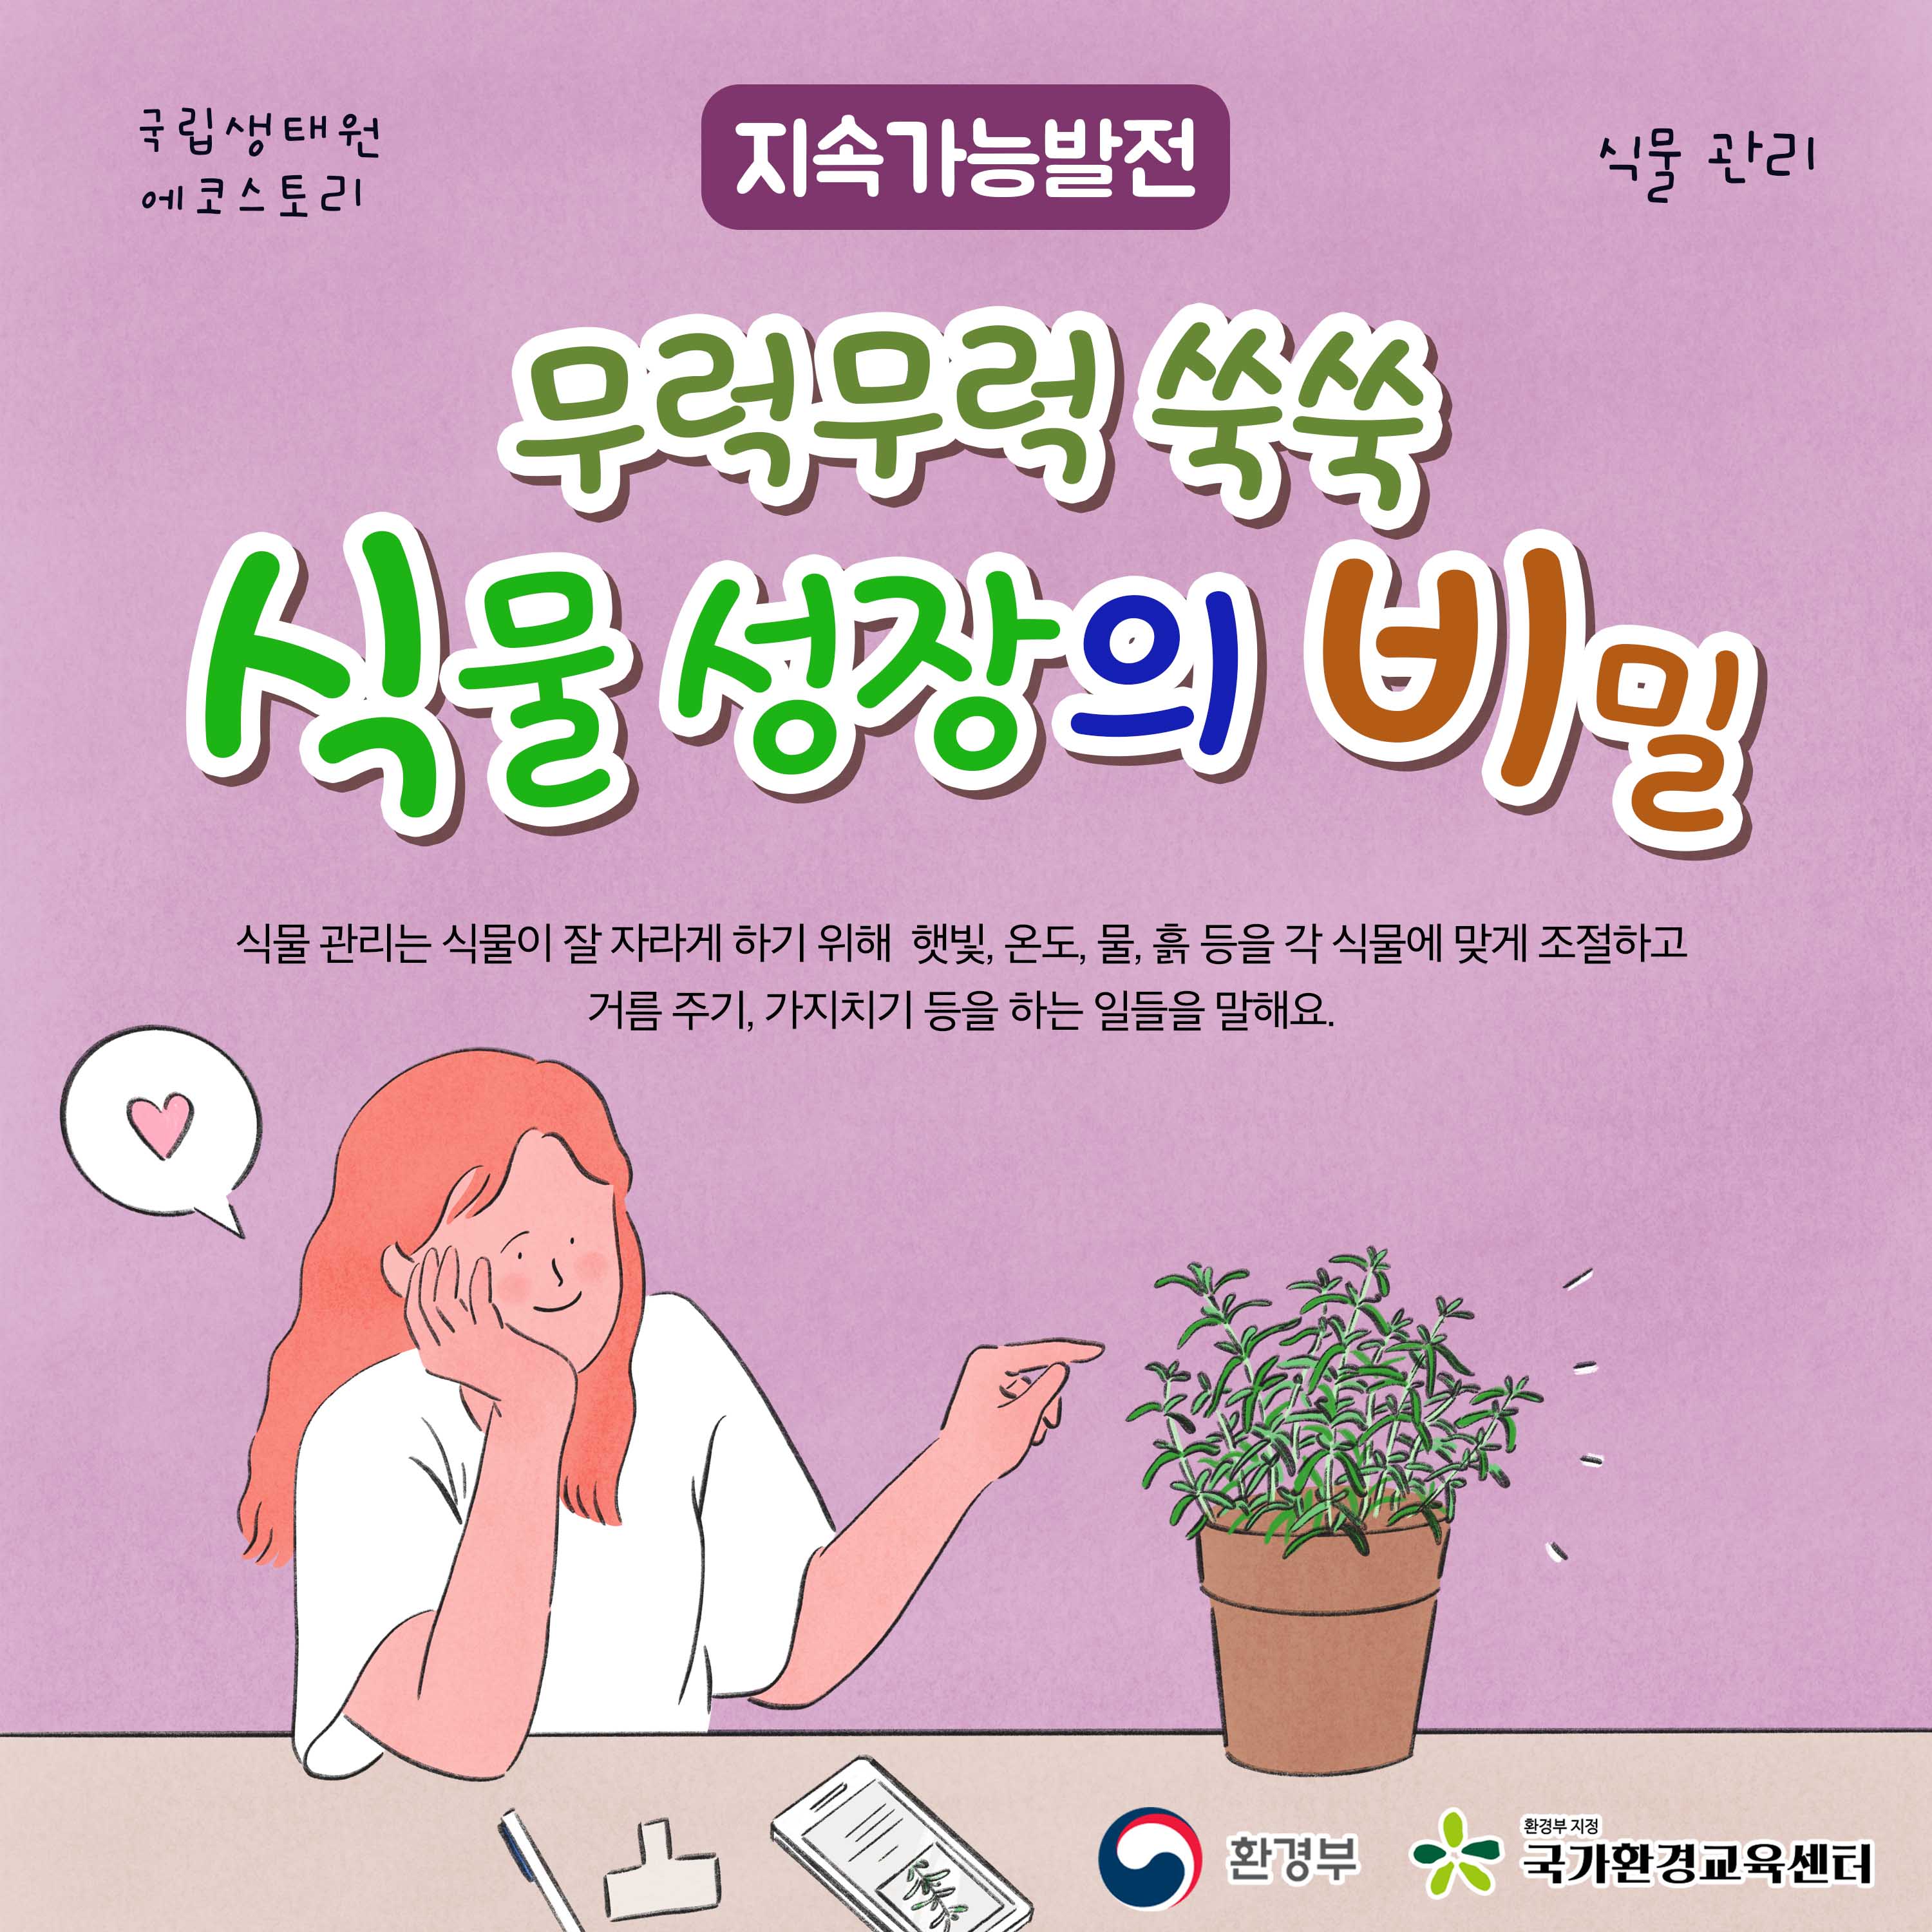 국립생태원
에코스토리
지속가능발전
식물 관리
무럭무럭 쑥쑥
식물 성장의 비밀
식물 관리는 식물이 잘 자라게 하기 위해 햇빛, 온도, 물, 흙 등을 각 식물에 맞게 조절하고
거름 주기, 가지치기 등을 하는 일들을 말해요.
환경부
환경부 지정
국가환경교육센터